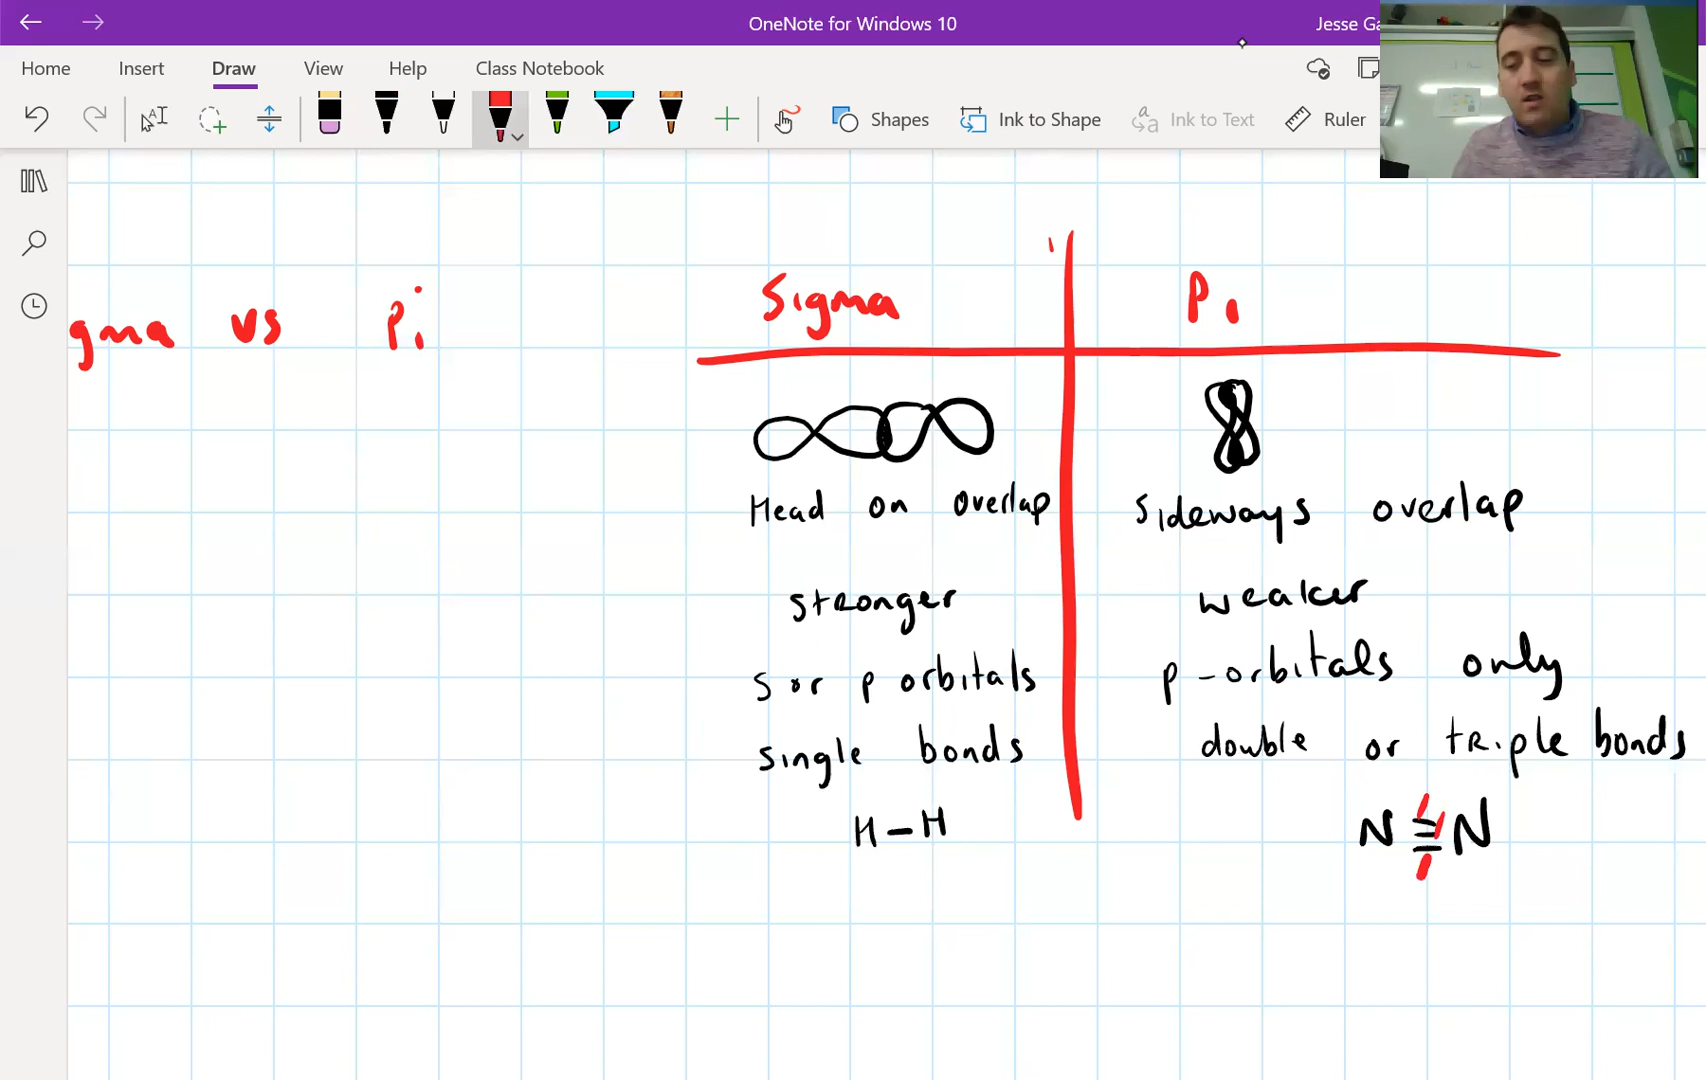 OneNote for Windows 10
Jesse Ga
Home Insert Draw View Help Class Notebook
Shapes Ink to Shape Ink to Text Ruler
gma vs Pi
Sigma Pi
Head on overlap Sideways overlap
stronger weaker
s or p orbitals p-orbitals only
single bonds double or triple bonds
H-H N≡N